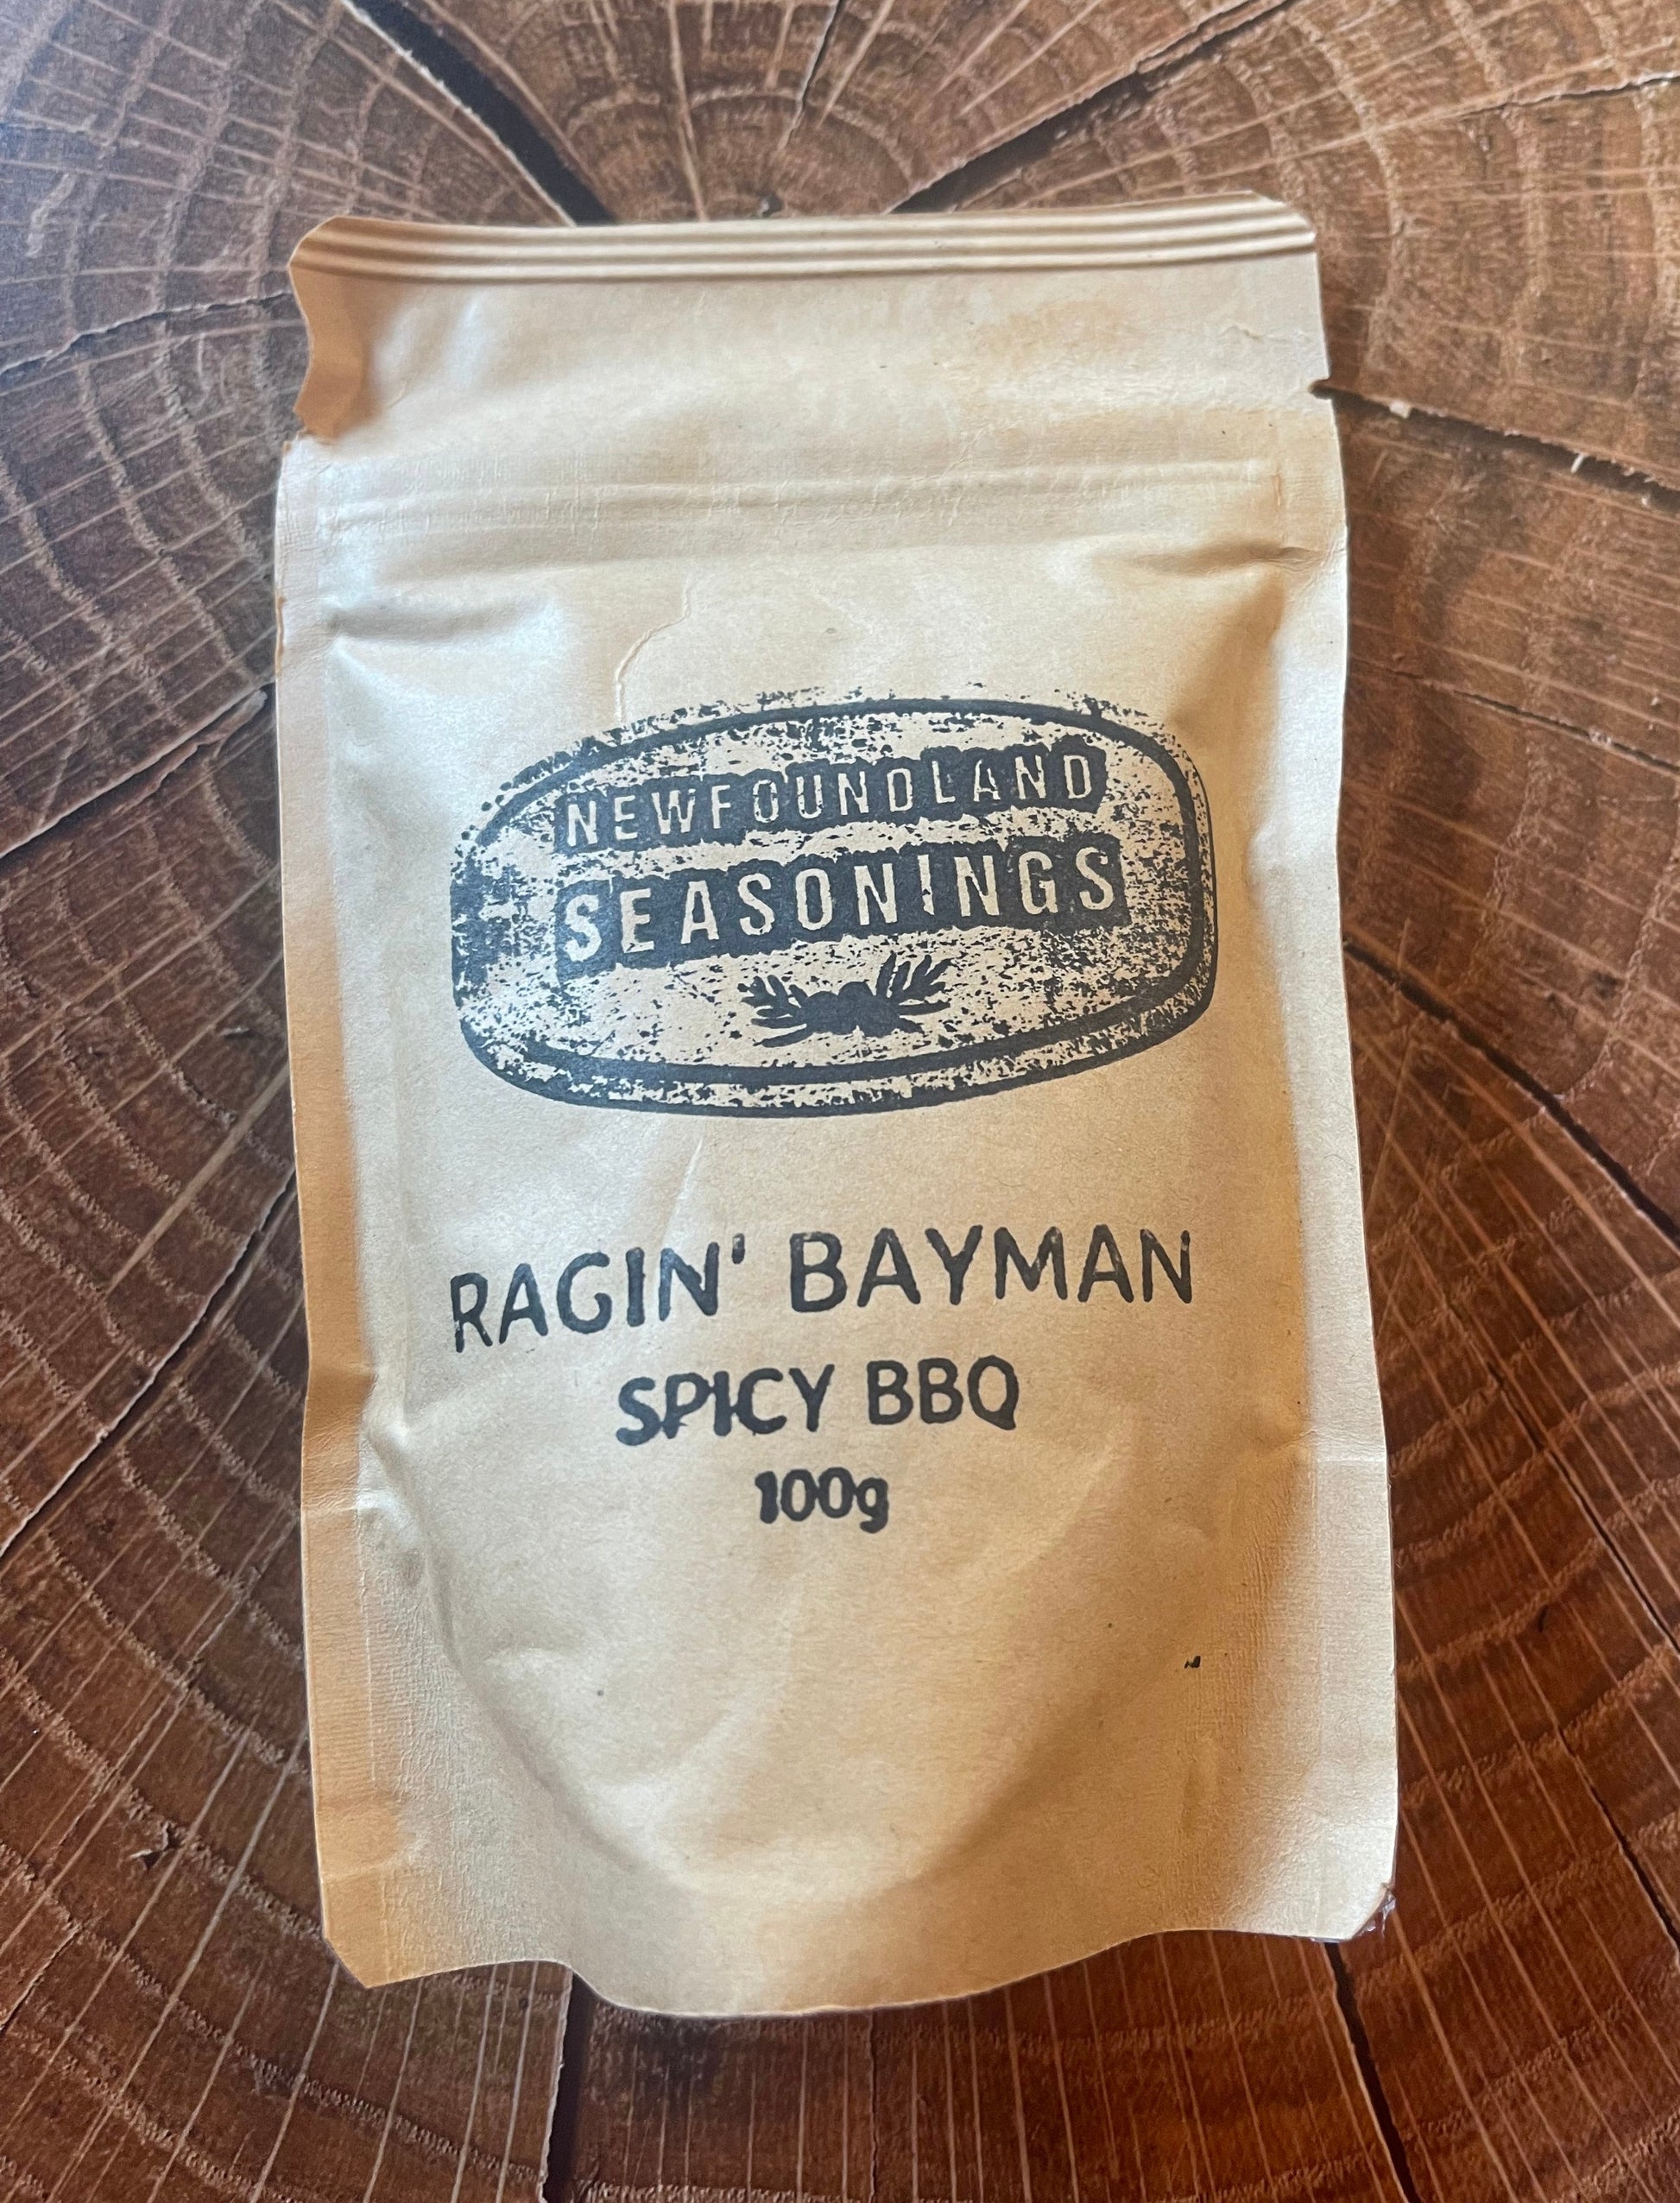 NEWFOUNDLAND
SEASONINGS
RAGIN' BAYMAN
SPICY BBQ
100g